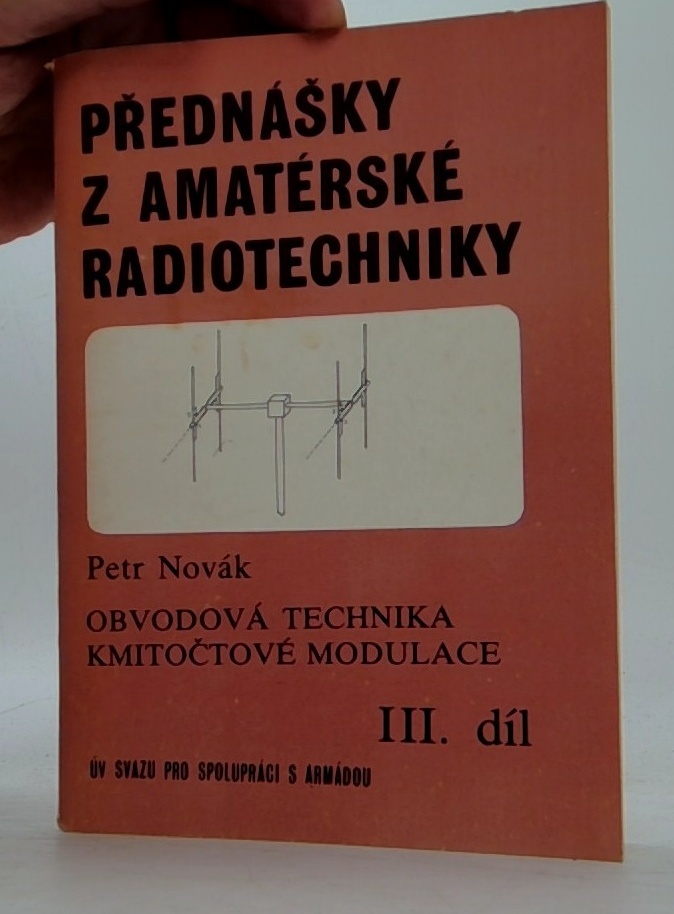 PŘEDNÁŠKY
Z AMATÉRSKÉ
RADIOTECHNIKY
Petr Novák
OBVODOVÁ TECHNIKA
KMITOČTOVÉ MODULACE
III. díl
ÚV SVAZU PRO SPOLUPRÁCI S ARMÁDOU